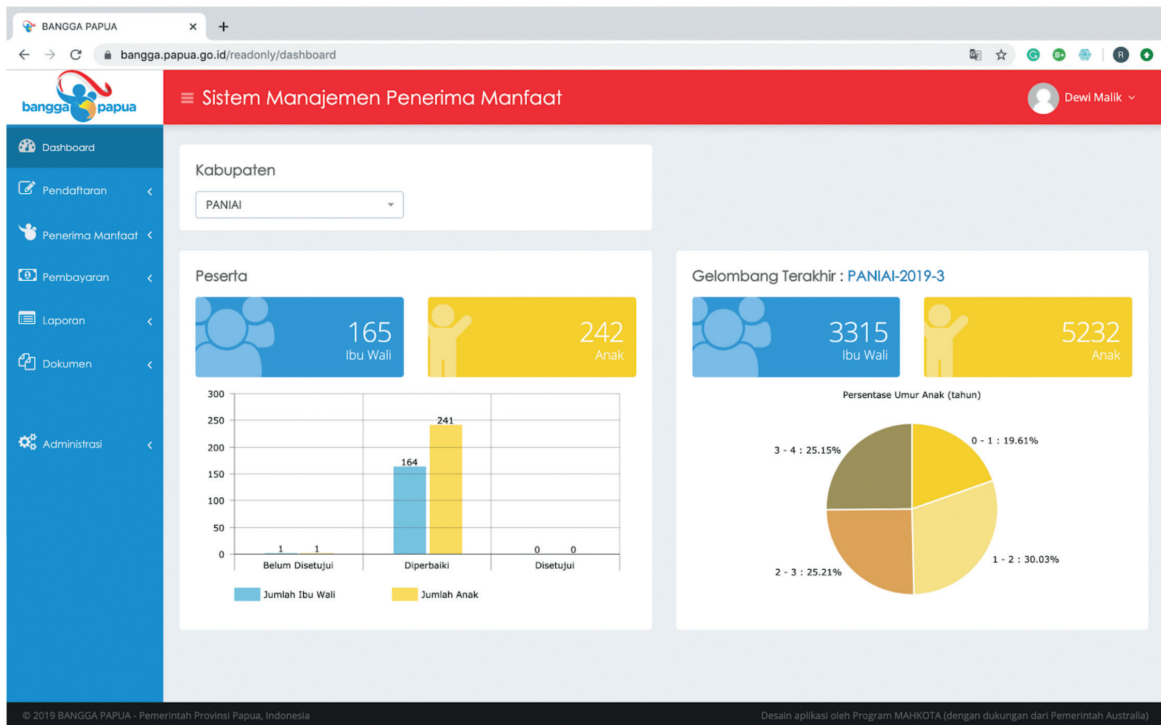 BANGGA PAPUA
bangga.papua.go.id/readonly/dashboard
R
bangga papua
Sistem Manajemen Penerima Manfaat
Dewi Malik
Dashboard
Pendaftaran
Penerima Manfaat
Pembayaran
Laporan
Dokumen
Administrasi
Kabupaten
PANIAI
Peserta
165
Ibu Wali
242
Anak
300
250
200
150
100
50
0
1 1
164
241
0 0
Belum Disetujui Diperbaiki Disetujui
Jumlah Ibu Wali Jumlah Anak
Gelombang Terakhir : PANIAI-2019-3
3315
Ibu Wali
5232
Anak
Persentase Umur Anak (tahun)
0 - 1 : 19.61%
3 - 4 : 25.15%
1 - 2 : 30.03%
2 - 3 : 25.21%
© 2019 BANGGA PAPUA - Pemerintah Provinsi Papua, Indonesia
Desain aplikasi oleh Program MAHKOTA (dengan dukungan dari Pemerintah Australia)